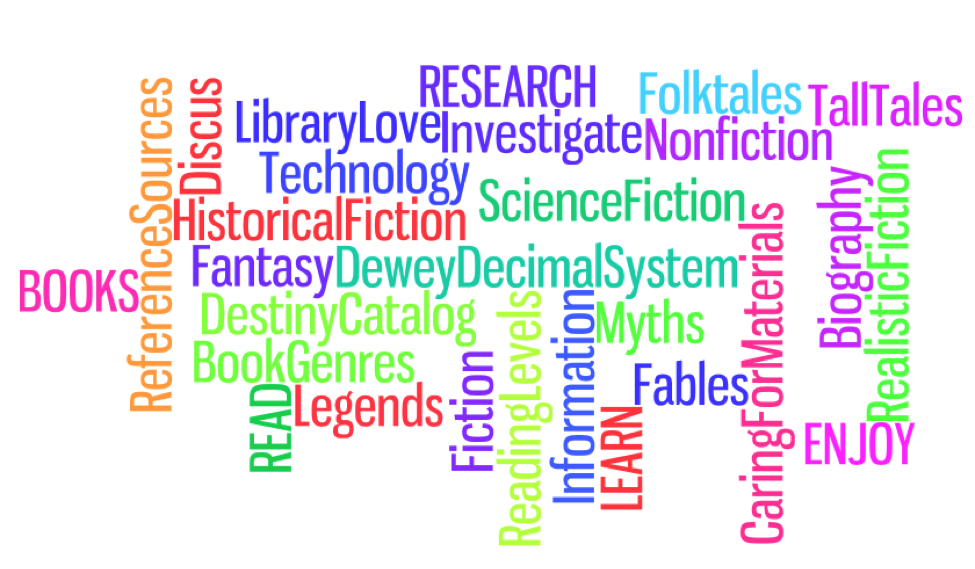 RESEARCH
Folktales
TallTales
ReferenceSources
Discus
LibraryLove
Investigate
Nonfiction
Technology
ScienceFiction
Biography
RealisticFiction
HistoricalFiction
CaringForMaterials
Fantasy
DeweyDecimalSystem
BOOKS
DestinyCatalog
ReadingLevels
Information
Myths
BookGenres
Fiction
Fables
READ
Legends
LEARN
ENJOY